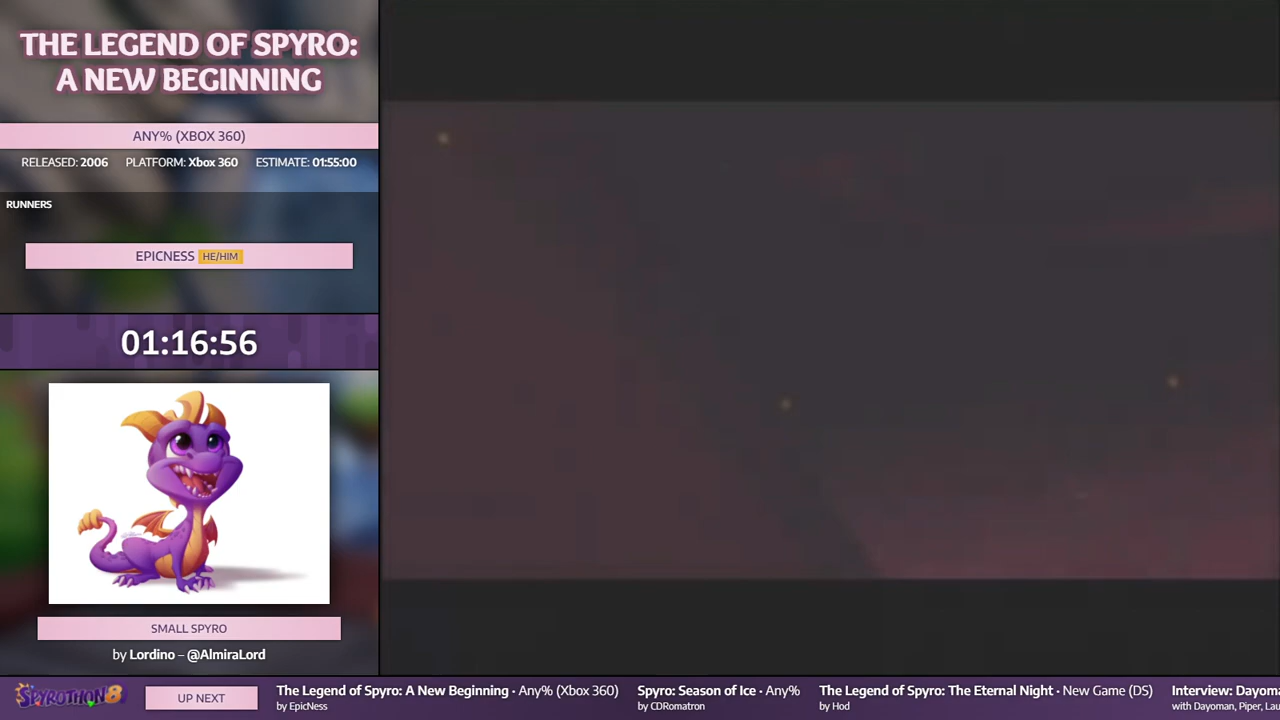 THE LEGEND OF SPYRO:
A NEW BEGINNING
ANY% (XBOX 360)
RELEASED: 2006 PLATFORM: Xbox 360 ESTIMATE: 01:55:00
RUNNERS
EPICNESS HE/HIM
01:16:56
SMALL SPYRO
by Lordino – @AlmiraLord
SPYROTHON 8
UP NEXT
The Legend of Spyro: A New Beginning • Any% (Xbox 360)
by EpicNess
Spyro: Season of Ice • Any%
by CDRomatron
The Legend of Spyro: The Eternal Night • New Game (DS)
by Hod
Interview: Dayoma
with Dayoman, Piper, Lau